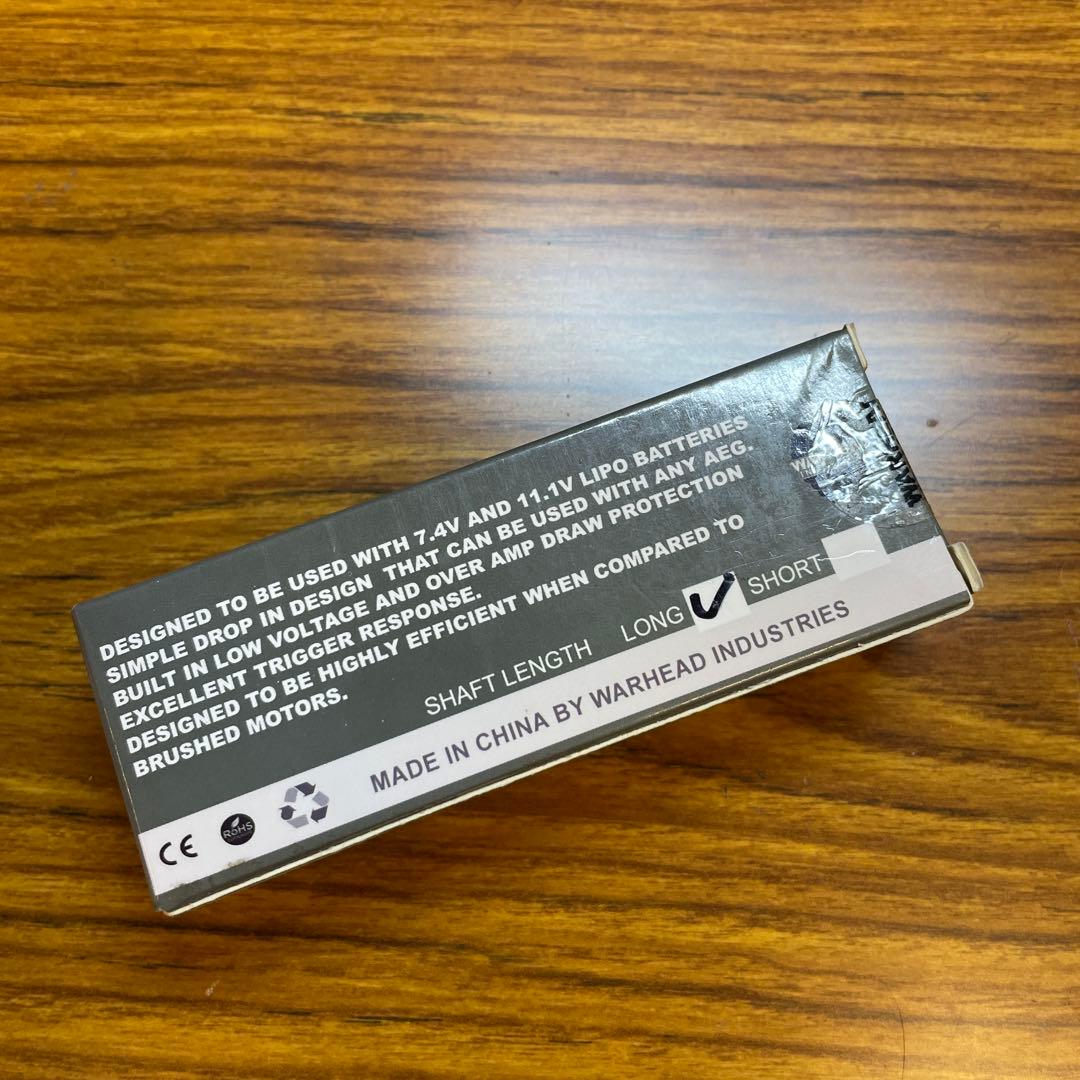 DESIGNED TO BE USED WITH 7.4V AND 11.1V LIPO BATTERIES
SIMPLE DROP IN DESIGN THAT CAN BE USED WITH ANY AEG.
BUILT IN LOW VOLTAGE AND OVER AMP DRAW PROTECTION
EXCELLENT TRIGGER RESPONSE.
DESIGNED TO BE HIGHLY EFFICIENT WHEN COMPARED TO
BRUSHED MOTORS.
SHAFT LENGTH LONG SHORT
MADE IN CHINA BY WARHEAD INDUSTRIES
CE RoHS